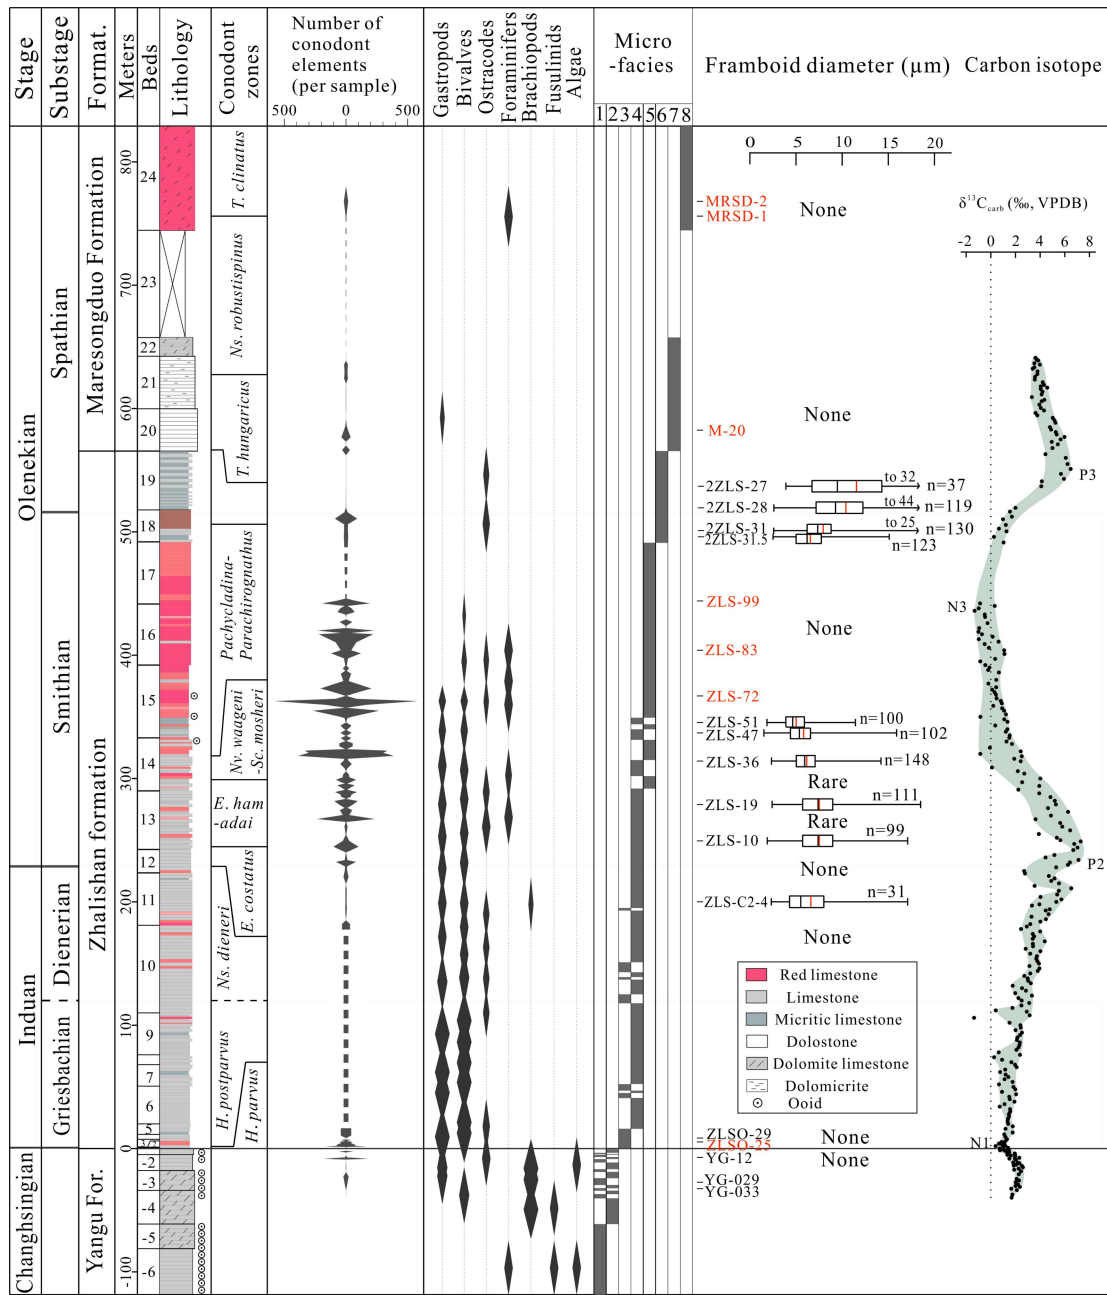 Stage
Substage
Format.
Meters
Beds
Lithology
Conodont
zones
Number of
conodont
elements
(per sample)
500 0 500
Gastropods
Bivalves
Ostracodes
Foraminifers
Brachiopods
Fusulinids
Algae
Micro
-facies
1 2 3 4 5 6 7 8
Framboid diameter (μm)
0 5 10 15 20
Carbon isotope
δ¹³Ccarb (‰, VPDB)
-2 0 2 4 6 8
Olenekian
Induan
Changhsingian
Spathian
Smithian
Dienerian
Griesbachian
Maresongduo Formation
Zhalishan formation
Yangu For.
800
700
600
500
400
300
200
100
0
-100
24
23
22
21
20
19
18
17
16
15
14
13
12
11
10
9
7
6
5
3/2
-2
-3
-4
-5
-6
T. clinatus
Ns. robustispinus
T. hungaricus
Pachycladina-
Parachirognathus
Nv. waageni
-Sc. mosheri
E. ham
-adai
E. costatus
Ns. dieneri
H. postparvus
H. parvus
MRSD-2
MRSD-1
None
M-20
None
2ZLS-27
to 32
n=37
2ZLS-28
to 44
n=119
2ZLS-31
to 25
n=130
2ZLS-31.5
n=123
ZLS-99
None
ZLS-83
ZLS-72
ZLS-51
n=100
ZLS-47
n=102
ZLS-36
n=148
Rare
ZLS-19
n=111
Rare
ZLS-10
n=99
None
ZLS-C2-4
n=31
None
ZLSO-29
None
ZLSO-25
YG-12
None
YG-029
YG-033
P3
N3
P2
N1
Red limestone
Limestone
Micritic limestone
Dolostone
Dolomite limestone
Dolomicrite
Ooid